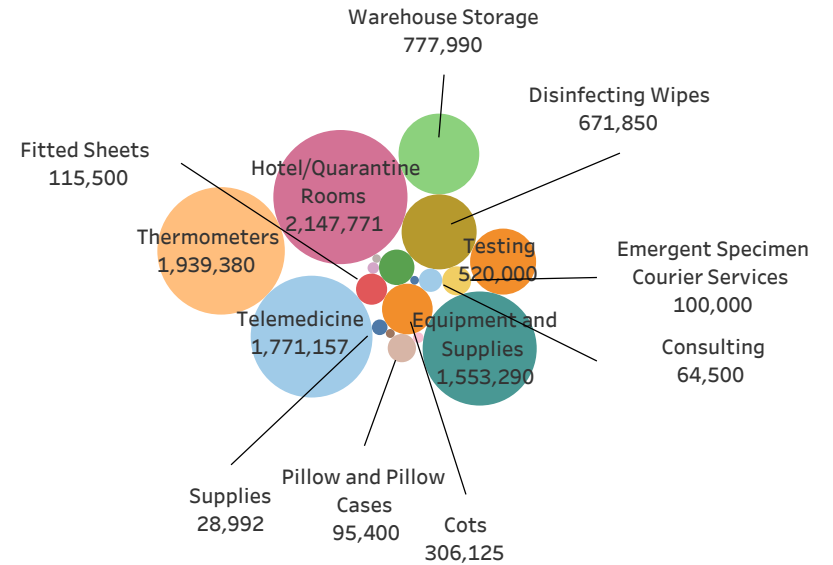 Warehouse Storage
777,990
Disinfecting Wipes
671,850
Fitted Sheets
115,500
Hotel/Quarantine
Rooms
2,147,771
Thermometers
1,939,380
Testing
520,000
Emergent Specimen
Courier Services
100,000
Telemedicine
1,771,157
Equipment and
Supplies
1,553,290
Consulting
64,500
Supplies
28,992
Pillow and Pillow
Cases
95,400
Cots
306,125